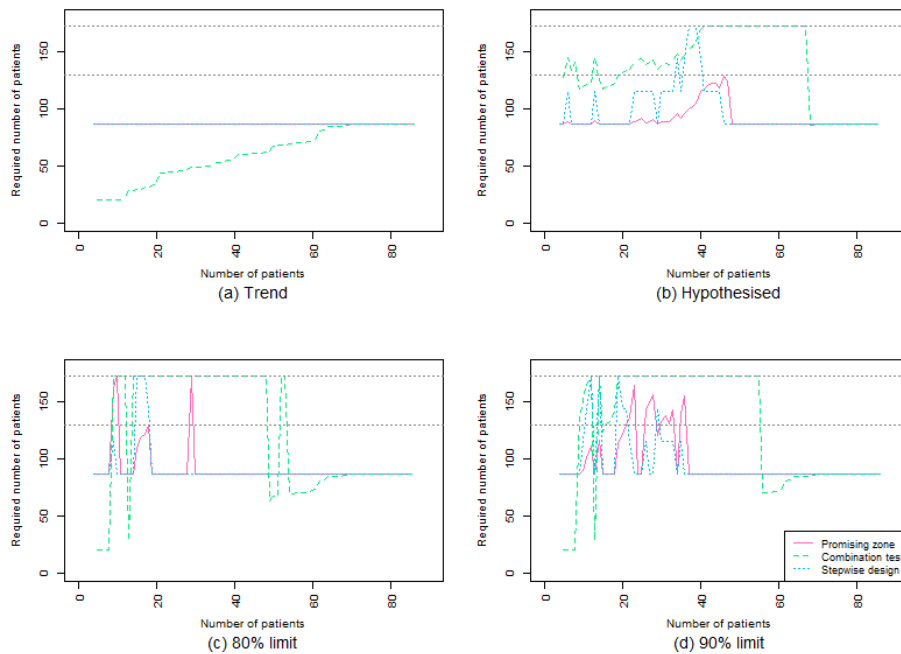 Required number of patients
0 50 100 150
0 20 40 60 80
Number of patients
(a) Trend
Required number of patients
0 50 100 150
0 20 40 60 80
Number of patients
(b) Hypothesised
Required number of patients
0 50 100 150
0 20 40 60 80
Number of patients
(c) 80% limit
Required number of patients
0 50 100 150
0 20 40 60 80
Promising zone
Combination test
Stepwise design
Number of patients
(d) 90% limit